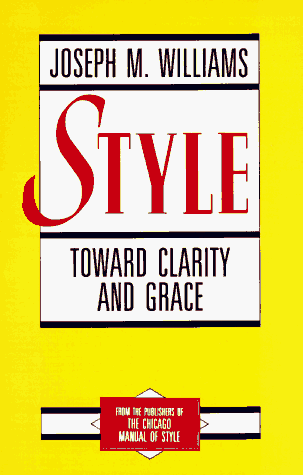 JOSEPH M. WILLIAMS
STYLE
TOWARD CLARITY
AND GRACE
FROM THE PUBLISHERS OF
THE CHICAGO
MANUAL OF STYLE